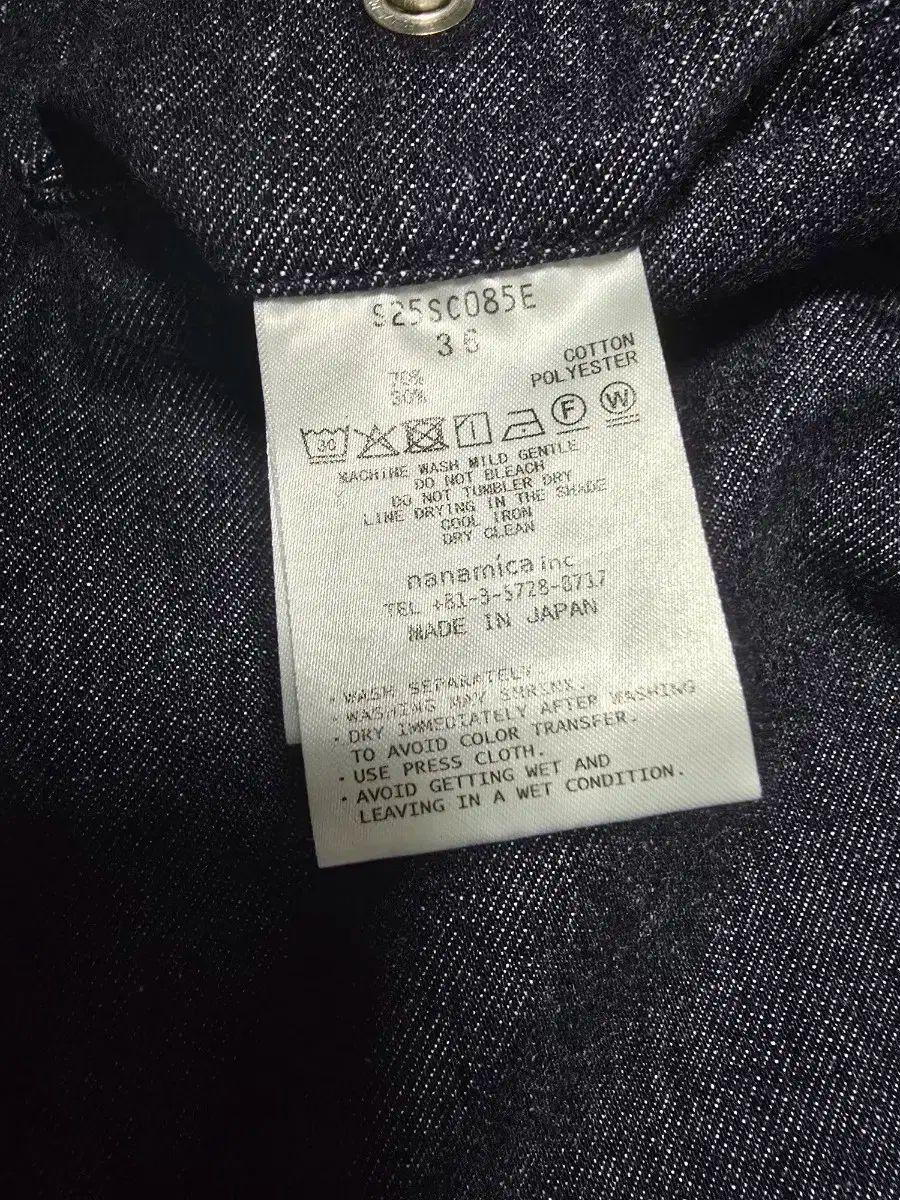 S25SC085E
36
COTTON
70%
POLYESTER
30%
30 F W
MACHINE WASH MILD GENTLE
DO NOT BLEACH
DO NOT TUMBLER DRY
LINE DRYING IN THE SHADE
COOL IRON
DRY CLEAN
nanamica inc
TEL +81-3-5728-8717
MADE IN JAPAN
・WASH SEPARATELY
・WASHING MAY SHRINK.
・DRY IMMEDIATELY AFTER WASHING
TO AVOID COLOR TRANSFER.
・USE PRESS CLOTH.
・AVOID GETTING WET AND
LEAVING IN A WET CONDITION.